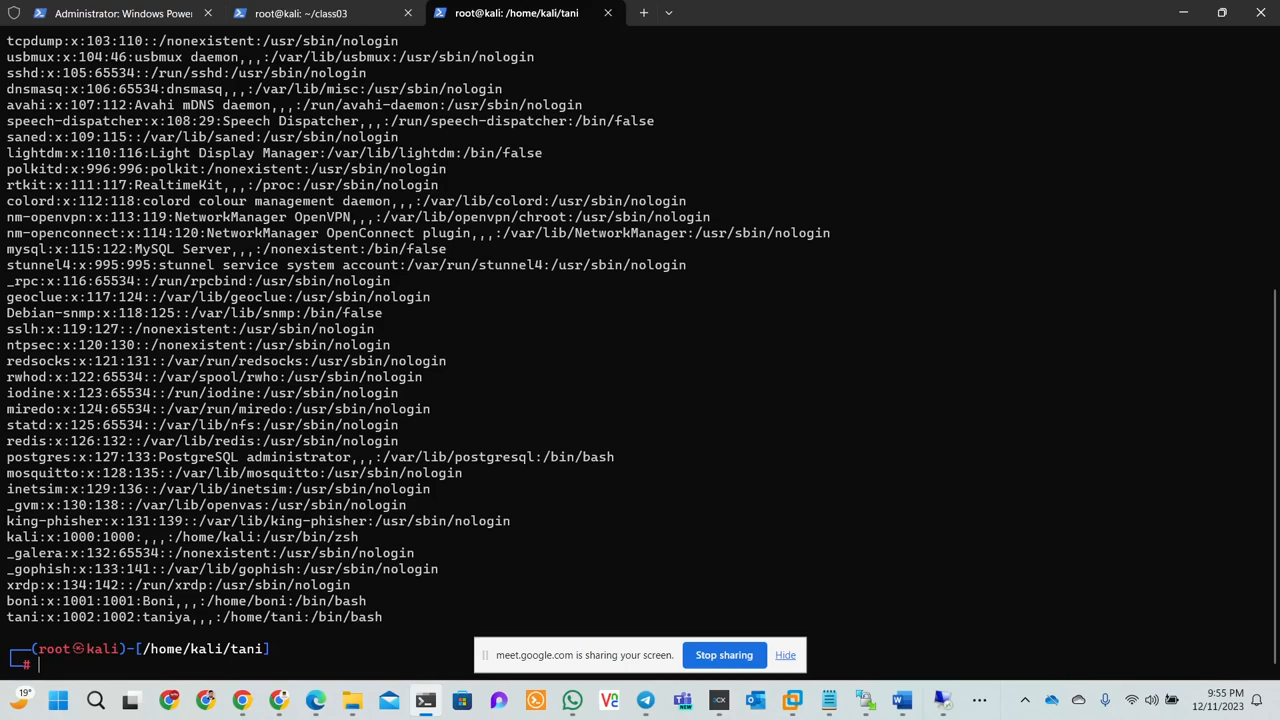 Administrator: Windows Power
root@kali: ~/class03
root@kali: /home/kali/tani
tcpdump:x:103:110::/nonexistent:/usr/sbin/nologin
usbmux:x:104:46:usbmux daemon,,,:/var/lib/usbmux:/usr/sbin/nologin
sshd:x:105:65534::/run/sshd:/usr/sbin/nologin
dnsmasq:x:106:65534:dnsmasq,,,:/var/lib/misc:/usr/sbin/nologin
avahi:x:107:112:Avahi mDNS daemon,,,:/run/avahi-daemon:/usr/sbin/nologin
speech-dispatcher:x:108:29:Speech Dispatcher,,,:/run/speech-dispatcher:/bin/false
saned:x:109:115::/var/lib/saned:/usr/sbin/nologin
lightdm:x:110:116:Light Display Manager:/var/lib/lightdm:/bin/false
polkitd:x:996:996:polkit:/nonexistent:/usr/sbin/nologin
rtkit:x:111:117:RealtimeKit,,,:/proc:/usr/sbin/nologin
colord:x:112:118:colord colour management daemon,,,:/var/lib/colord:/usr/sbin/nologin
nm-openvpn:x:113:119:NetworkManager OpenVPN,,,:/var/lib/openvpn/chroot:/usr/sbin/nologin
nm-openconnect:x:114:120:NetworkManager OpenConnect plugin,,,:/var/lib/NetworkManager:/usr/sbin/nologin
mysql:x:115:122:MySQL Server,,,:/nonexistent:/bin/false
stunnel4:x:995:995:stunnel service system account:/var/run/stunnel4:/usr/sbin/nologin
_rpc:x:116:65534::/run/rpcbind:/usr/sbin/nologin
geoclue:x:117:124::/var/lib/geoclue:/usr/sbin/nologin
Debian-snmp:x:118:125::/var/lib/snmp:/bin/false
sslh:x:119:127::/nonexistent:/usr/sbin/nologin
ntpsec:x:120:130::/nonexistent:/usr/sbin/nologin
redsocks:x:121:131::/var/run/redsocks:/usr/sbin/nologin
rwhod:x:122:65534::/var/spool/rwho:/usr/sbin/nologin
iodine:x:123:65534::/run/iodine:/usr/sbin/nologin
miredo:x:124:65534::/var/run/miredo:/usr/sbin/nologin
statd:x:125:65534::/var/lib/nfs:/usr/sbin/nologin
redis:x:126:132::/var/lib/redis:/usr/sbin/nologin
postgres:x:127:133:PostgreSQL administrator,,,:/var/lib/postgresql:/bin/bash
mosquitto:x:128:135::/var/lib/mosquitto:/usr/sbin/nologin
inetsim:x:129:136::/var/lib/inetsim:/usr/sbin/nologin
_gvm:x:130:138::/var/lib/openvas:/usr/sbin/nologin
king-phisher:x:131:139::/var/lib/king-phisher:/usr/sbin/nologin
kali:x:1000:1000:,,,:/home/kali:/usr/bin/zsh
_galera:x:132:65534::/nonexistent:/usr/sbin/nologin
_gophish:x:133:141::/var/lib/gophish:/usr/sbin/nologin
xrdp:x:134:142::/run/xrdp:/usr/sbin/nologin
boni:x:1001:1001:Boni,,,:/home/boni:/bin/bash
tani:x:1002:1002:taniya,,,:/home/tani:/bin/bash
┌──(root㉿kali)-[/home/kali/tani]
└─#
meet.google.com is sharing your screen.
Stop sharing
Hide
19°
9:55 PM
12/11/2023